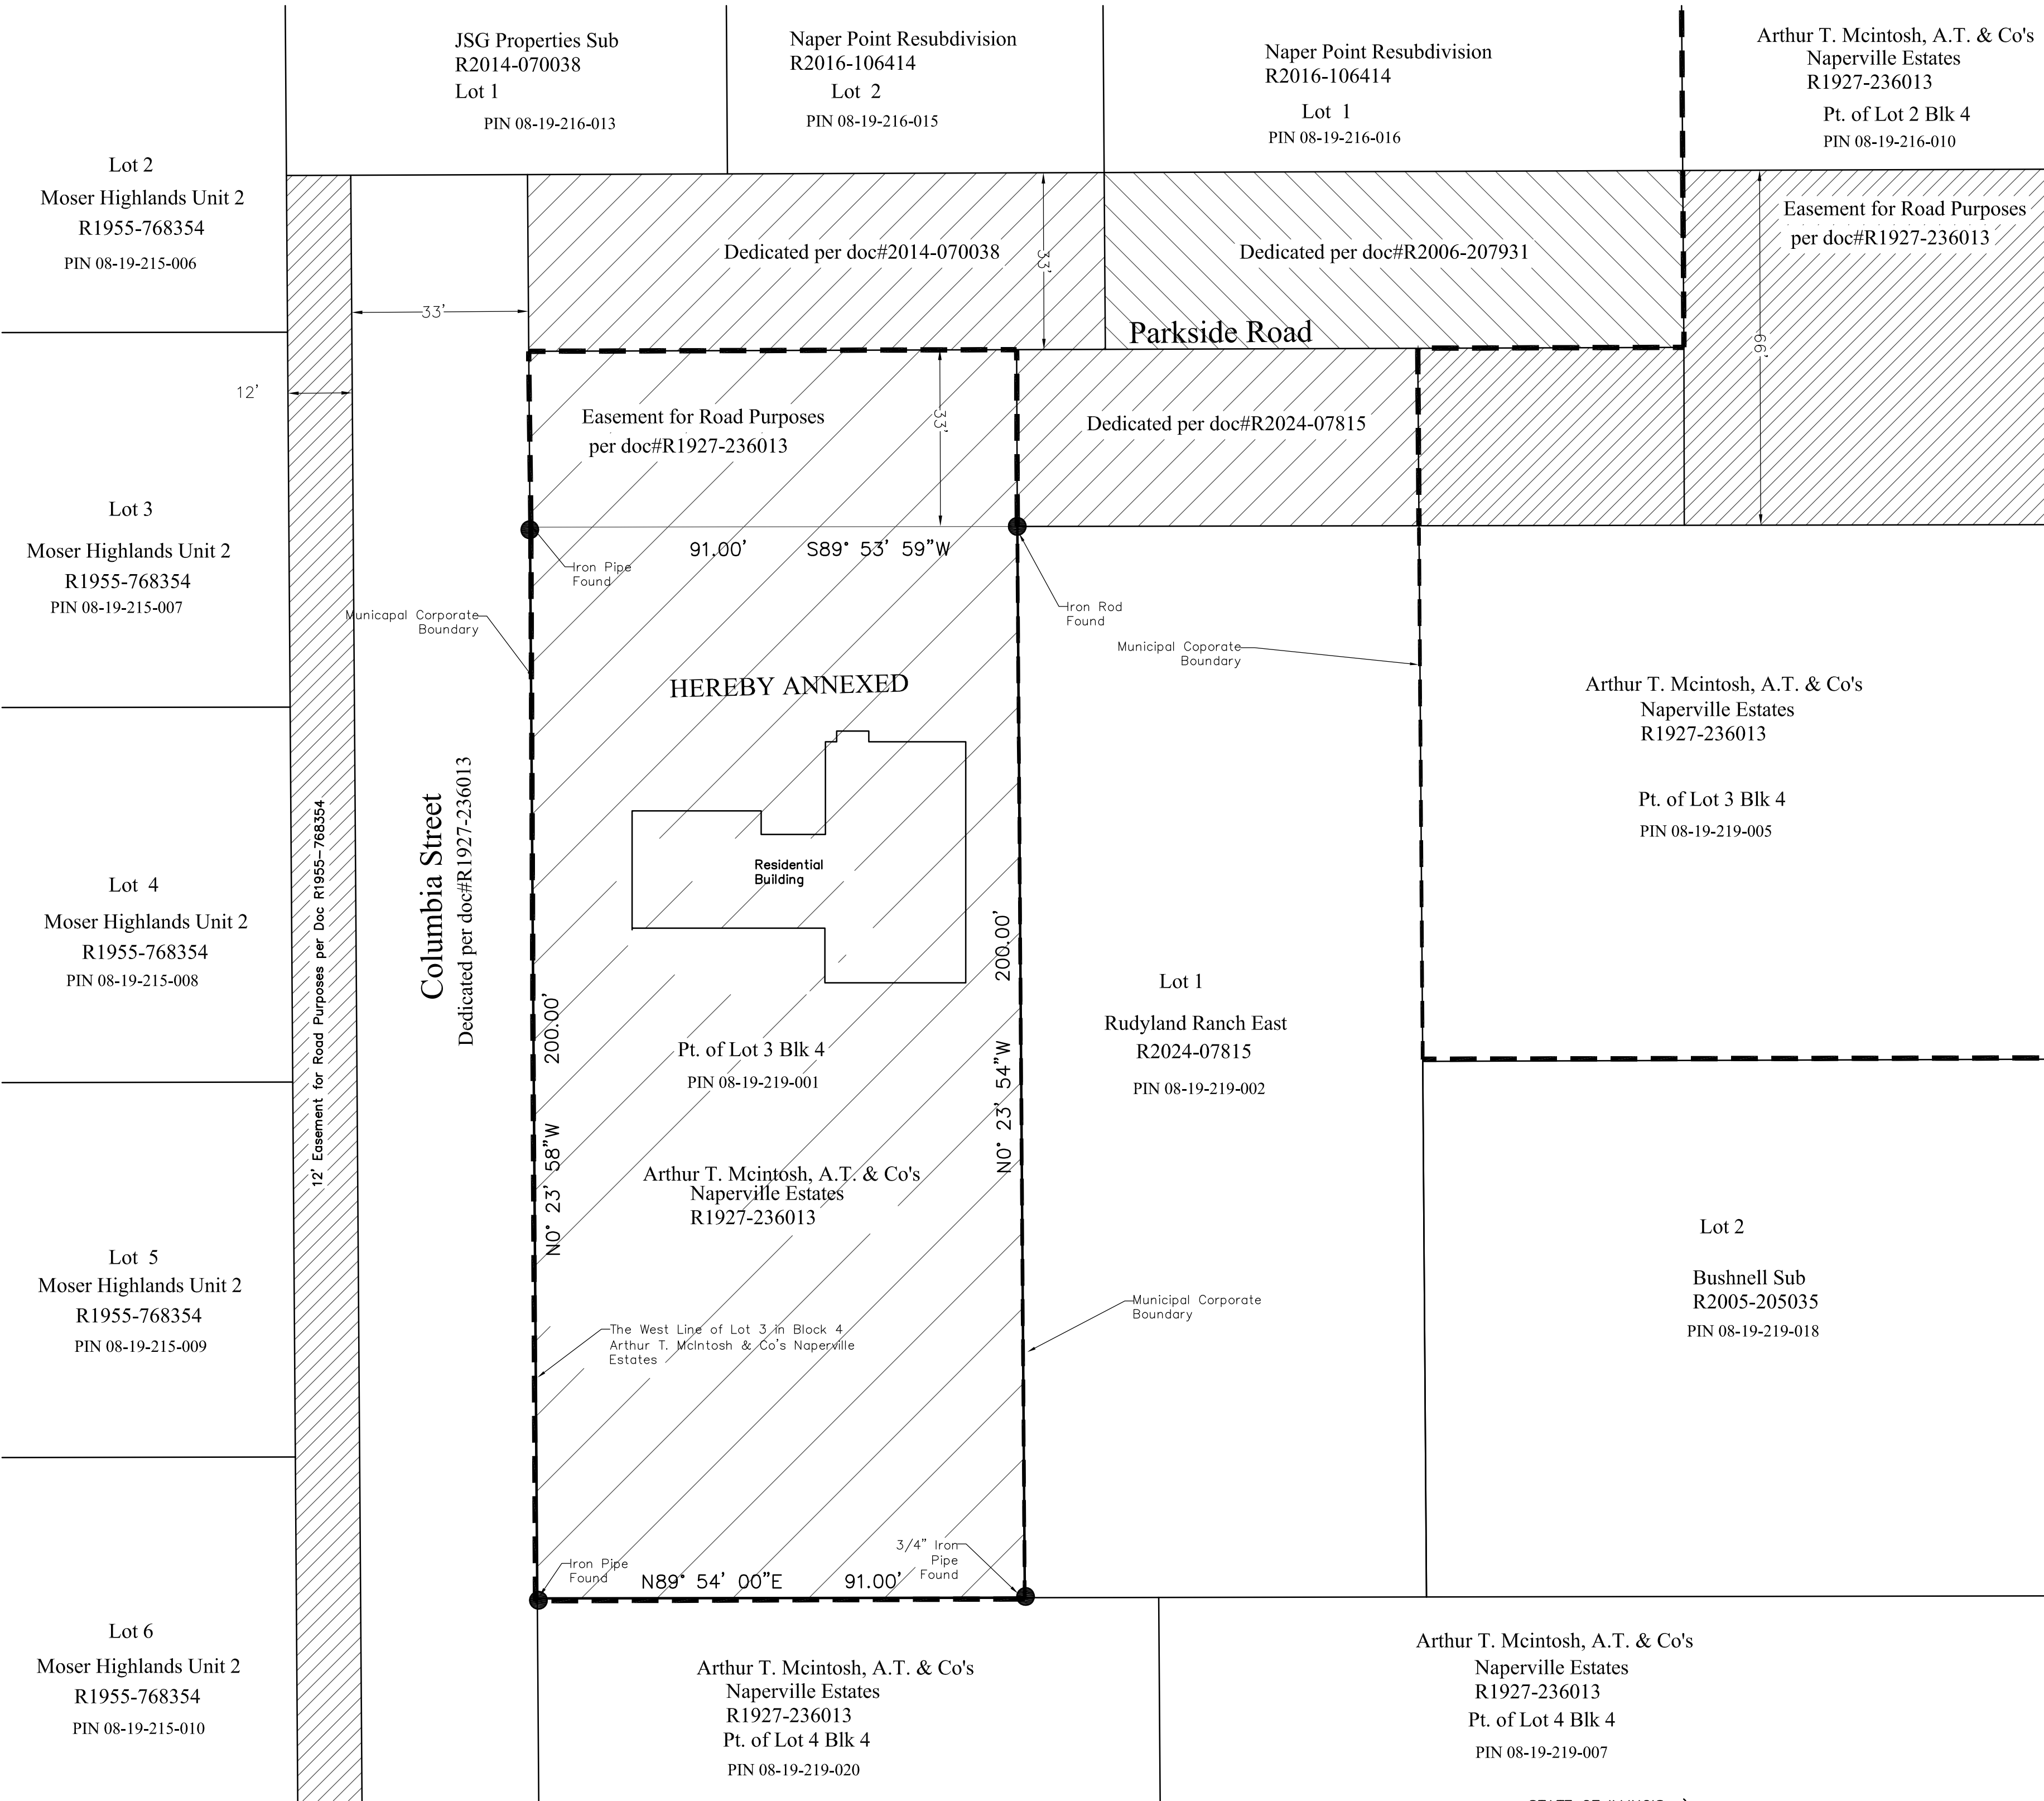 JSG Properties Sub
R2014-070038
Lot 1
PIN 08-19-216-013
Naper Point Resubdivision
R2016-106414
Lot 2
PIN 08-19-216-015
Naper Point Resubdivision
R2016-106414
Lot 1
PIN 08-19-216-016
Arthur T. Mcintosh, A.T. & Co's
Naperville Estates
R1927-236013
Pt. of Lot 2 Blk 4
PIN 08-19-216-010
Lot 2
Moser Highlands Unit 2
R1955-768354
PIN 08-19-215-006
Dedicated per doc#2014-070038
33'
Dedicated per doc#R2006-207931
Easement for Road Purposes
per doc#R1927-236013
66'
33'
Parkside Road
12'
Easement for Road Purposes
per doc#R1927-236013
33'
Dedicated per doc#R2024-07815
Lot 3
Moser Highlands Unit 2
R1955-768354
PIN 08-19-215-007
91.00' S89° 53' 59"W
Iron Pipe
Found
Iron Rod
Found
Municapal Corporate
Boundary
Municipal Coporate
Boundary
HEREBY ANNEXED
Arthur T. Mcintosh, A.T. & Co's
Naperville Estates
R1927-236013
Pt. of Lot 3 Blk 4
PIN 08-19-219-005
Residential
Building
Lot 4
Moser Highlands Unit 2
R1955-768354
PIN 08-19-215-008
12' Easement for Road Purposes per Doc R1955-768354
Columbia Street
Dedicated per doc#R1927-236013
N0° 23' 58"W 200.00'
N0° 23' 54"W 200.00'
Pt. of Lot 3 Blk 4
PIN 08-19-219-001
Arthur T. Mcintosh, A.T. & Co's
Naperville Estates
R1927-236013
Lot 1
Rudyland Ranch East
R2024-07815
PIN 08-19-219-002
Lot 2
Bushnell Sub
R2005-205035
PIN 08-19-219-018
Lot 5
Moser Highlands Unit 2
R1955-768354
PIN 08-19-215-009
The West Line of Lot 3 in Block 4
Arthur T. McIntosh & Co's Naperville
Estates
Municipal Corporate
Boundary
Iron Pipe
Found
N89° 54' 00"E 91.00'
3/4" Iron
Pipe
Found
Lot 6
Moser Highlands Unit 2
R1955-768354
PIN 08-19-215-010
Arthur T. Mcintosh, A.T. & Co's
Naperville Estates
R1927-236013
Pt. of Lot 4 Blk 4
PIN 08-19-219-020
Arthur T. Mcintosh, A.T. & Co's
Naperville Estates
R1927-236013
Pt. of Lot 4 Blk 4
PIN 08-19-219-007